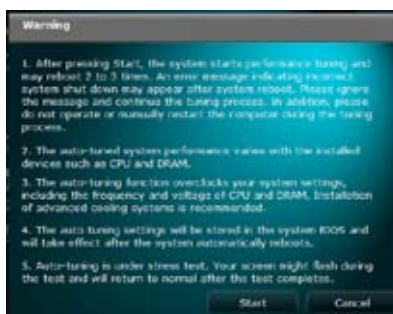 Warning
1. After pressing Start, the system starts performance tuning and
may reboot 2 to 3 times. An error message indicating incorrect
system shut down may appear after system reboot. Please ignore
the message and continue the tuning process. In addition, please
do not operate or manually restart the computer during the tuning
process.
2. The auto-tuned system performance varies with the installed
devices such as CPU and DRAM.
3. The auto-tuning function overclocks your system settings,
including the frequency and voltage of CPU and DRAM. Installation
of advanced cooling systems is recommended.
4. The auto tuning settings will be stored in the system BIOS and
will take effect after the system automatically reboots.
5. Auto-tuning is under stress test. Your screen might flash during
the test and will return to normal after the test completes.
Start
Cancel